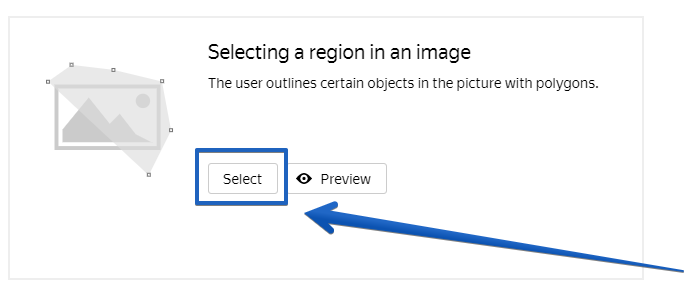 Selecting a region in an image
The user outlines certain objects in the picture with polygons.
Select Preview